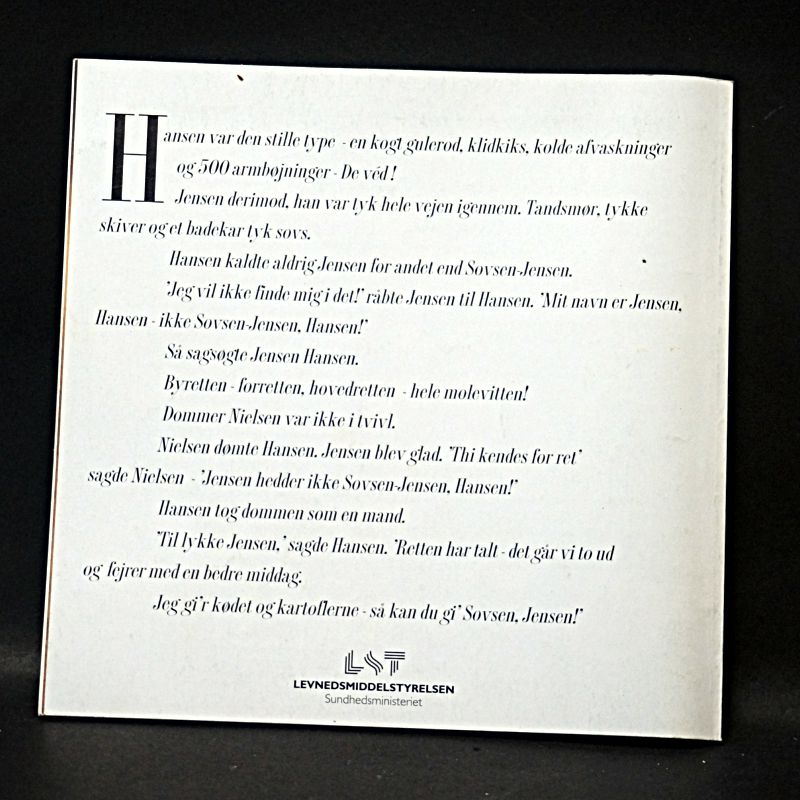 Hansen var den stille type - en kogt gulerod, klidkiks, kolde afvaskninger
og 500 armbøjninger - De véd!
Jensen derimod, han var tyk hele vejen igennem. Tandsmør, tykke
skiver og et badekar tyk sovs.
Hansen kaldte aldrig Jensen for andet end Sovsen-Jensen.
"Jeg vil ikke finde mig i det!" råbte Jensen til Hansen. "Mit navn er Jensen,
Hansen - ikke Sovsen-Jensen, Hansen!"
Så sagsøgte Jensen Hansen.
Byretten - forretten, hovedretten - hele molevitten!
Dommer Nielsen var ikke i tvivl.
Nielsen dømte Hansen. Jensen blev glad. "Thi kendes for ret"
sagde Nielsen - "Jensen hedder ikke Sovsen-Jensen, Hansen!"
Hansen tog dommen som en mand.
"Til lykke Jensen," sagde Hansen. "Retten har talt - det går vi to ud
og fejrer med en bedre middag.
Jeg gi'r kødet og kartoflerne - så kan du gi' Sovsen, Jensen!"
LST
LEVNEDSMIDDELSTYRELSEN
Sundhedsministeriet